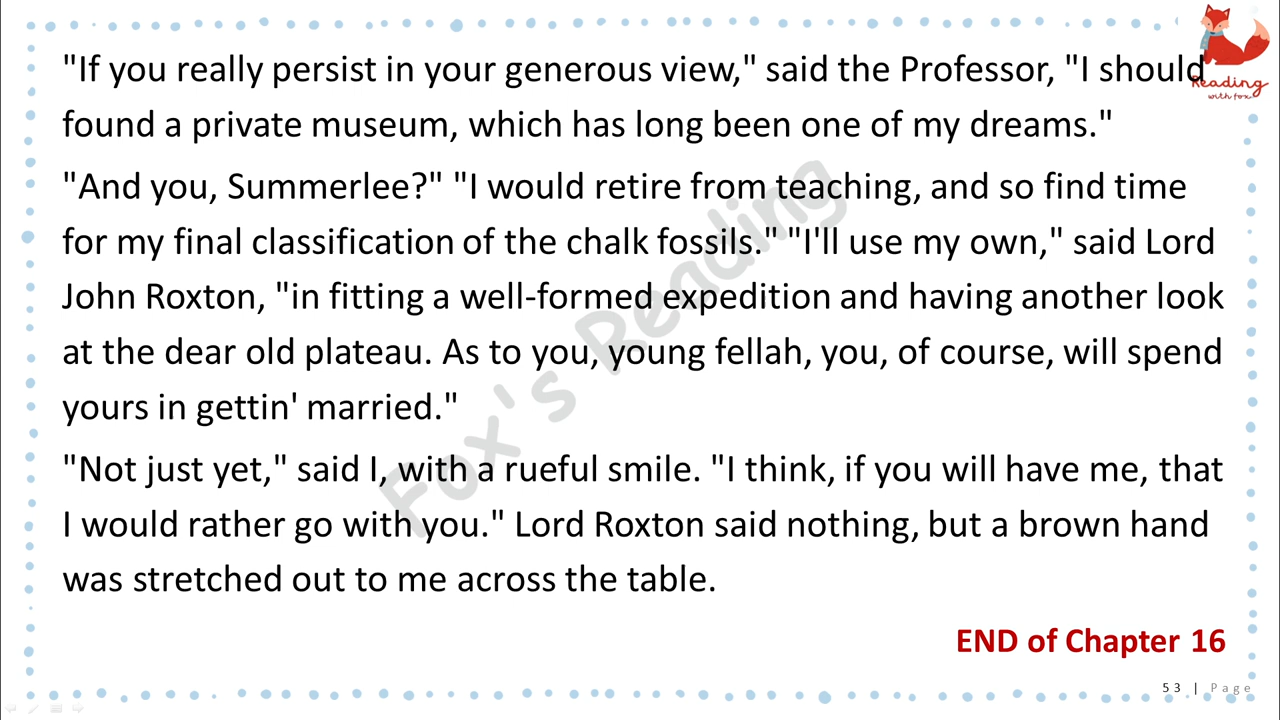 "If you really persist in your generous view," said the Professor, "I should
found a private museum, which has long been one of my dreams."
"And you, Summerlee?" "I would retire from teaching, and so find time
for my final classification of the chalk fossils." "I'll use my own," said Lord
John Roxton, "in fitting a well-formed expedition and having another look
at the dear old plateau. As to you, young fellah, you, of course, will spend
yours in gettin' married."
"Not just yet," said I, with a rueful smile. "I think, if you will have me, that
I would rather go with you." Lord Roxton said nothing, but a brown hand
was stretched out to me across the table.
END of Chapter 16
53 | Page
Reading
with fox
Fox's Reading